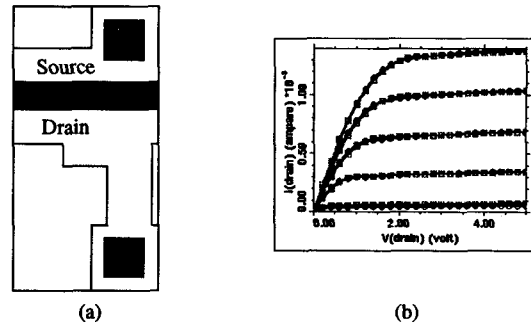 Source
Drain
(a)
I(drain) (ampare) *10⁻³
1.00
0.50
0.00
0.00
2.00
4.00
V(drain) (volt)
(b)